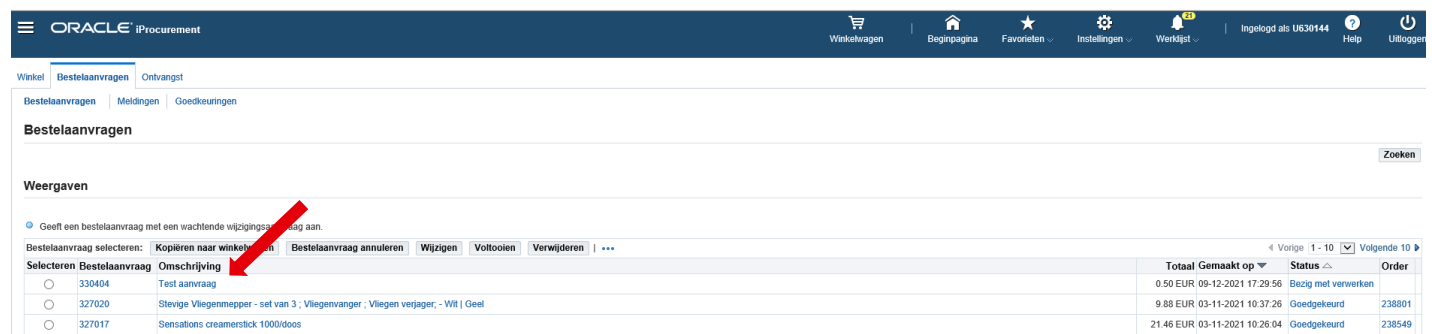 ORACLE iProcurement
21
Winkelwagen Beginpagina Favorieten Instellingen Werklijst Ingelogd als U630144 Help Uitloggen
Winkel Bestelaanvragen Ontvangst
Bestelaanvragen Meldingen Goedkeuringen
Bestelaanvragen
Zoeken
Weergaven
Geeft een bestelaanvraag met een wachtende aan.
Bestelaanvraag selecteren: Kopiëren naar Bestelaanvraag annuleren Wijzigen Voltooien Verwijderen | ••• Vorige 1 - 10 Volgende 10
Selecteren Bestelaanvraag Omschrijving Totaal Gemaakt op Status Order
330404 Test aanvraag 0.50 EUR 09-12-2021 17:29:56 Bezig met verwerken
327020 Stevige Vliegenmepper - set van 3 ; Vliegenvanger ; Vliegen verjager; - Wit | Geel 9.88 EUR 03-11-2021 10:37:26 Goedgekeurd 238801
327017 Sensations creamerstick 1000/doos 21.46 EUR 03-11-2021 10:26:04 Goedgekeurd 238549